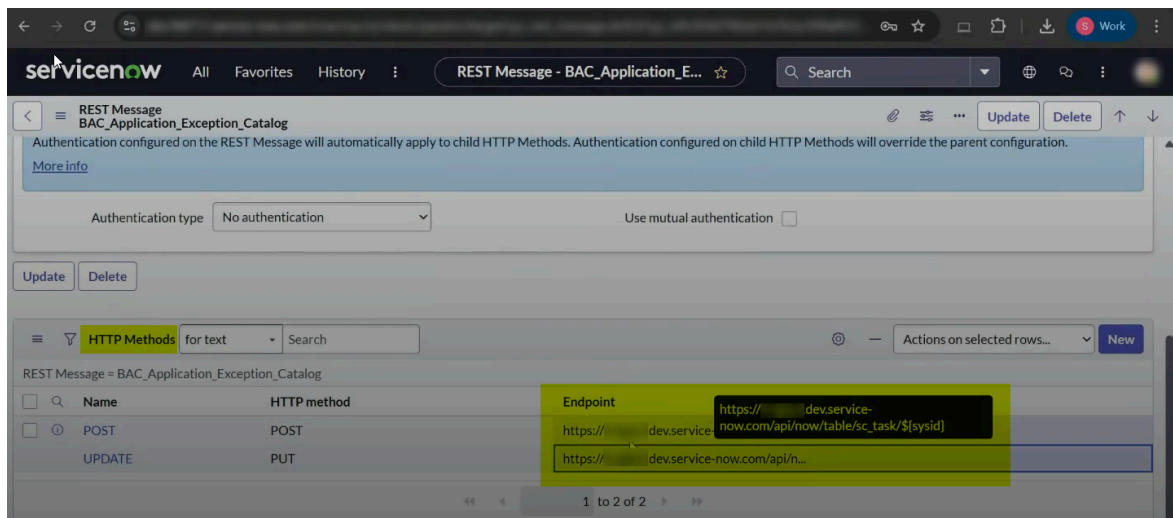 S Work
servicenow All Favorites History REST Message - BAC_Application_E... Search
REST Message
BAC_Application_Exception_Catalog
Update Delete
Authentication configured on the REST Message will automatically apply to child HTTP Methods. Authentication configured on child HTTP Methods will override the parent configuration.
More info
Authentication type No authentication Use mutual authentication
Update Delete
HTTP Methods for text Search Actions on selected rows... New
REST Message = BAC_Application_Exception_Catalog
Name HTTP method Endpoint
https:// dev.service-
now.com/api/now/table/sc_task/${sysid}
POST POST https:// dev.service-
UPDATE PUT https:// dev.service-now.com/api/n...
1 to 2 of 2